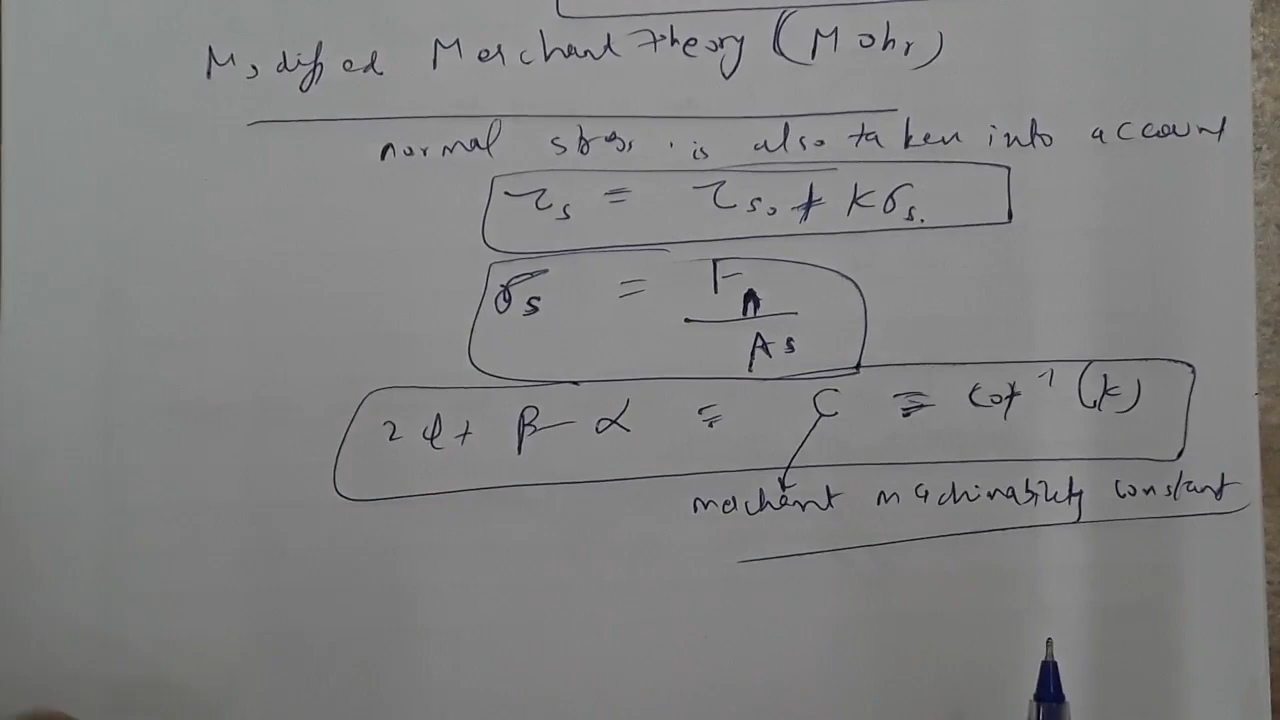 Modified Merchant Theory (Mohr)
normal stress is also taken into account
τs = τs₀ + kσs.
σs = Fn / As
2φ + β - α = C = cot⁻¹ (k)
merchant machinability constant